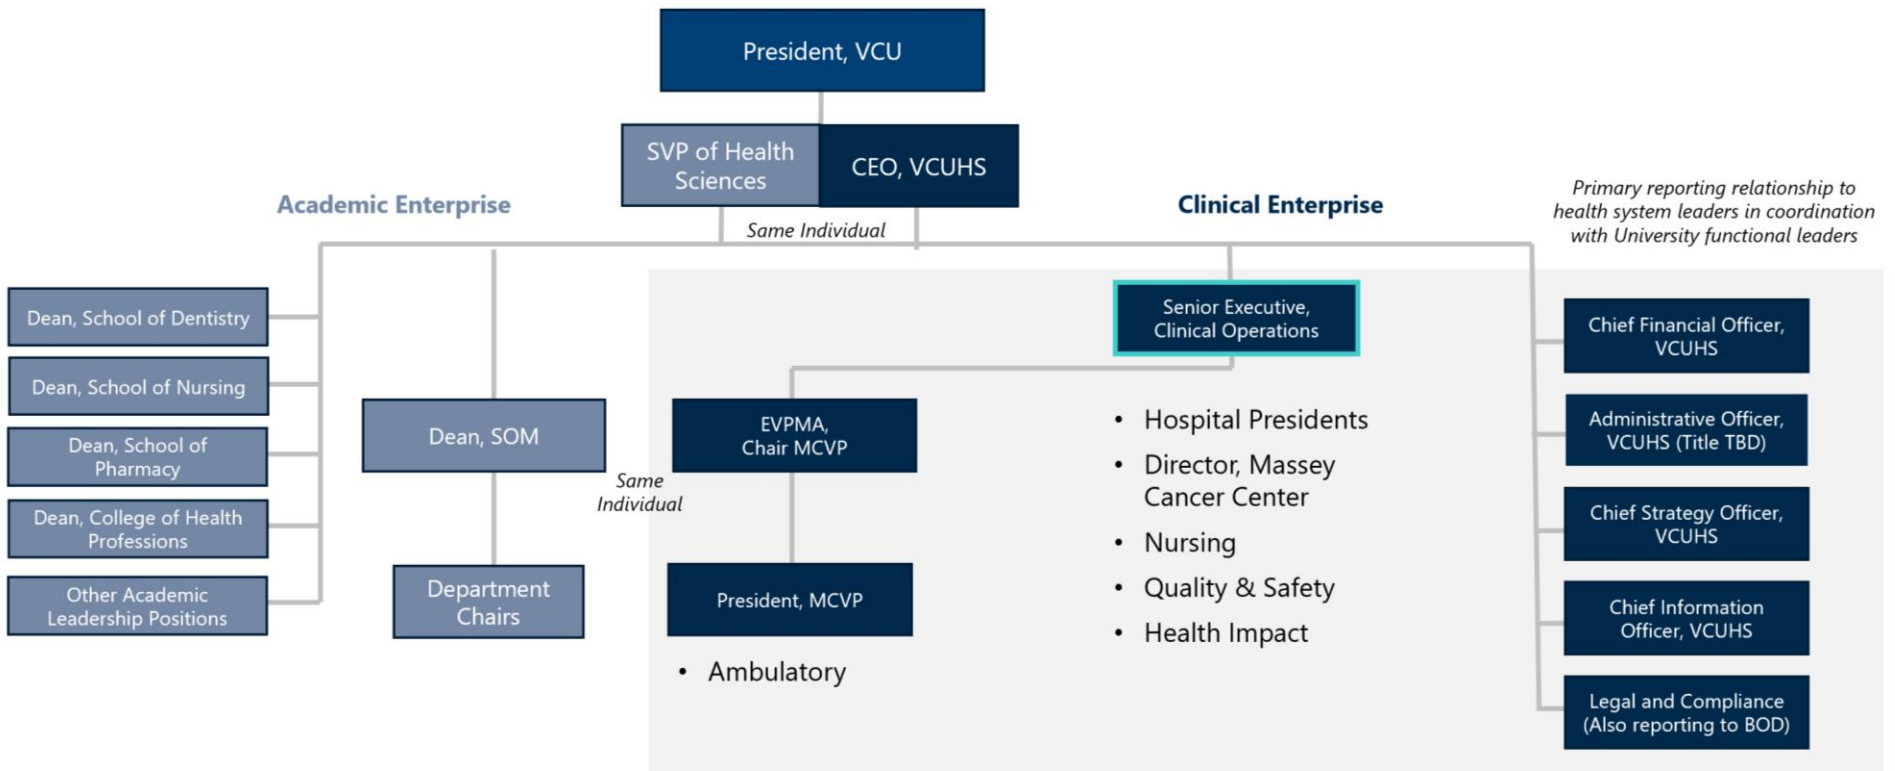 President, VCU
SVP of Health
Sciences
CEO, VCUHS
Academic Enterprise
Same Individual
Clinical Enterprise
Primary reporting relationship to
health system leaders in coordination
with University functional leaders
Dean, School of Dentistry
Dean, School of Nursing
Dean, School of
Pharmacy
Dean, College of Health
Professions
Other Academic
Leadership Positions
Dean, SOM
Department
Chairs
Same
Individual
Senior Executive,
Clinical Operations
EVPMA,
Chair MCVP
President, MCVP
• Ambulatory
• Hospital Presidents
• Director, Massey
Cancer Center
• Nursing
• Quality & Safety
• Health Impact
Chief Financial Officer,
VCUHS
Administrative Officer,
VCUHS (Title TBD)
Chief Strategy Officer,
VCUHS
Chief Information
Officer, VCUHS
Legal and Compliance
(Also reporting to BOD)